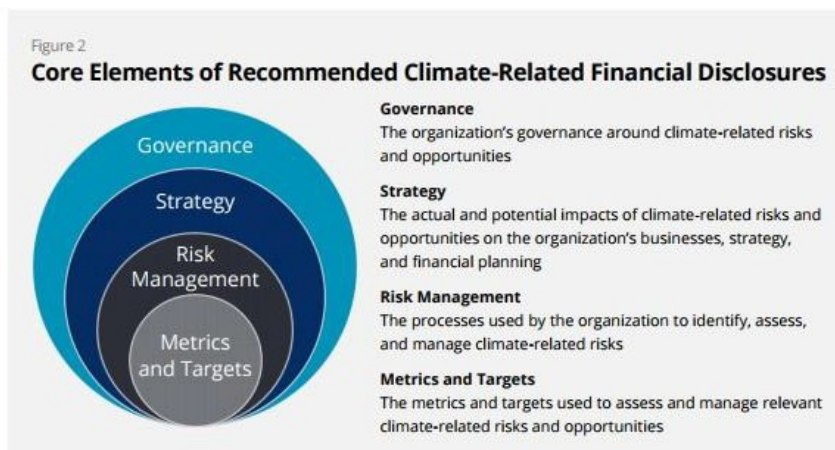 Figure 2
Core Elements of Recommended Climate-Related Financial Disclosures
Governance
Strategy
Risk
Management
Metrics
and Targets
Governance
The organization's governance around climate-related risks
and opportunities
Strategy
The actual and potential impacts of climate-related risks and
opportunities on the organization's businesses, strategy,
and financial planning
Risk Management
The processes used by the organization to identify, assess,
and manage climate-related risks
Metrics and Targets
The metrics and targets used to assess and manage relevant
climate-related risks and opportunities